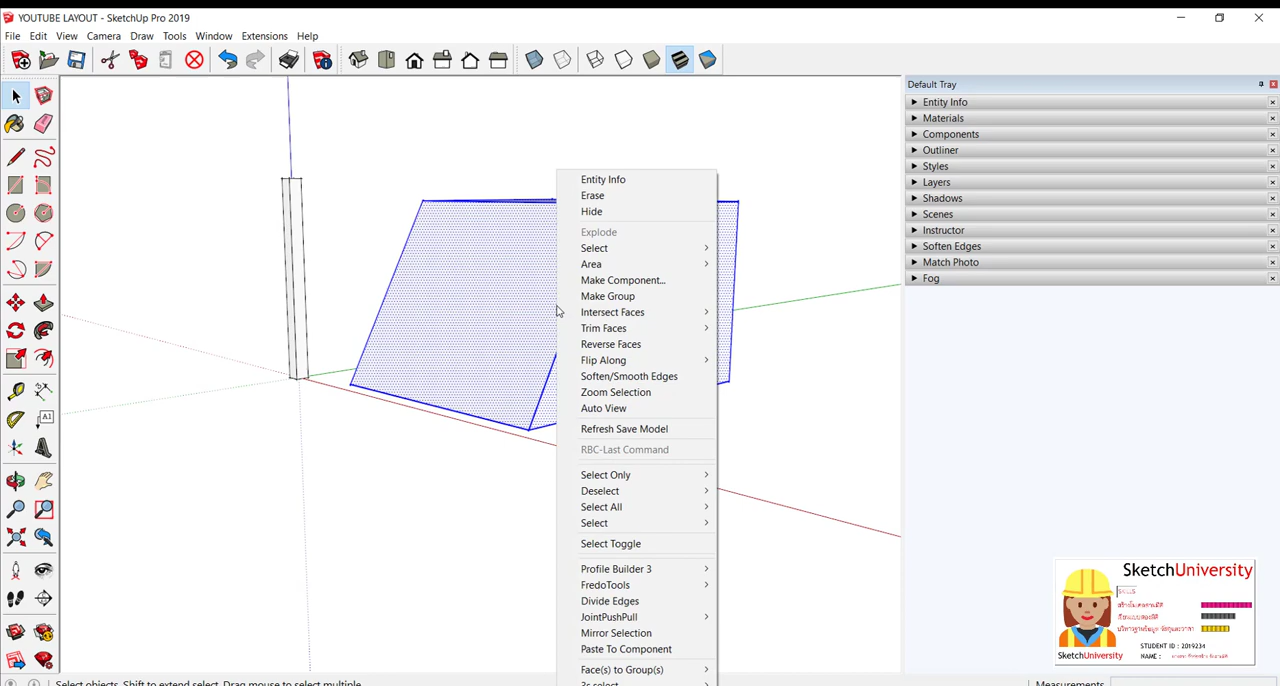 YOUTUBE LAYOUT - SketchUp Pro 2019
File Edit View Camera Draw Tools Window Extensions Help
Default Tray
Entity Info
Materials
Components
Outliner
Styles
Layers
Shadows
Scenes
Instructor
Soften Edges
Match Photo
Fog
Entity Info
Erase
Hide
Explode
Select
Area
Make Component...
Make Group
Intersect Faces
Trim Faces
Reverse Faces
Flip Along
Soften/Smooth Edges
Zoom Selection
Auto View
Refresh Save Model
RBC-Last Command
Select Only
Deselect
Select All
Select
Select Toggle
Profile Builder 3
FredoTools
Divide Edges
JointPushPull
Mirror Selection
Paste To Component
Face(s) to Group(s)
3s select
A1
SketchUniversity
SKILLS
SketchUniversity
STUDENT ID : 2019234
NAME :
Select objects. Shift to extend select. Drag mouse to select multiple.
Measurements